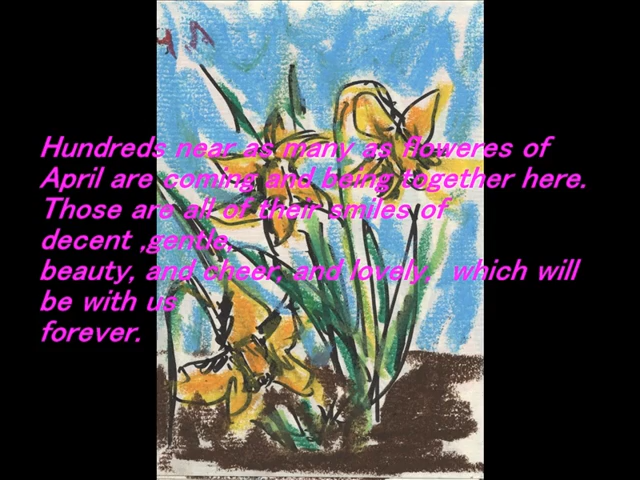 Hundreds near as many as floweres of
April are coming and being together here.
Those are all of their smiles of
decent ,gentle,
beauty, and cheer, and lovely,  which will
be with us
forever.